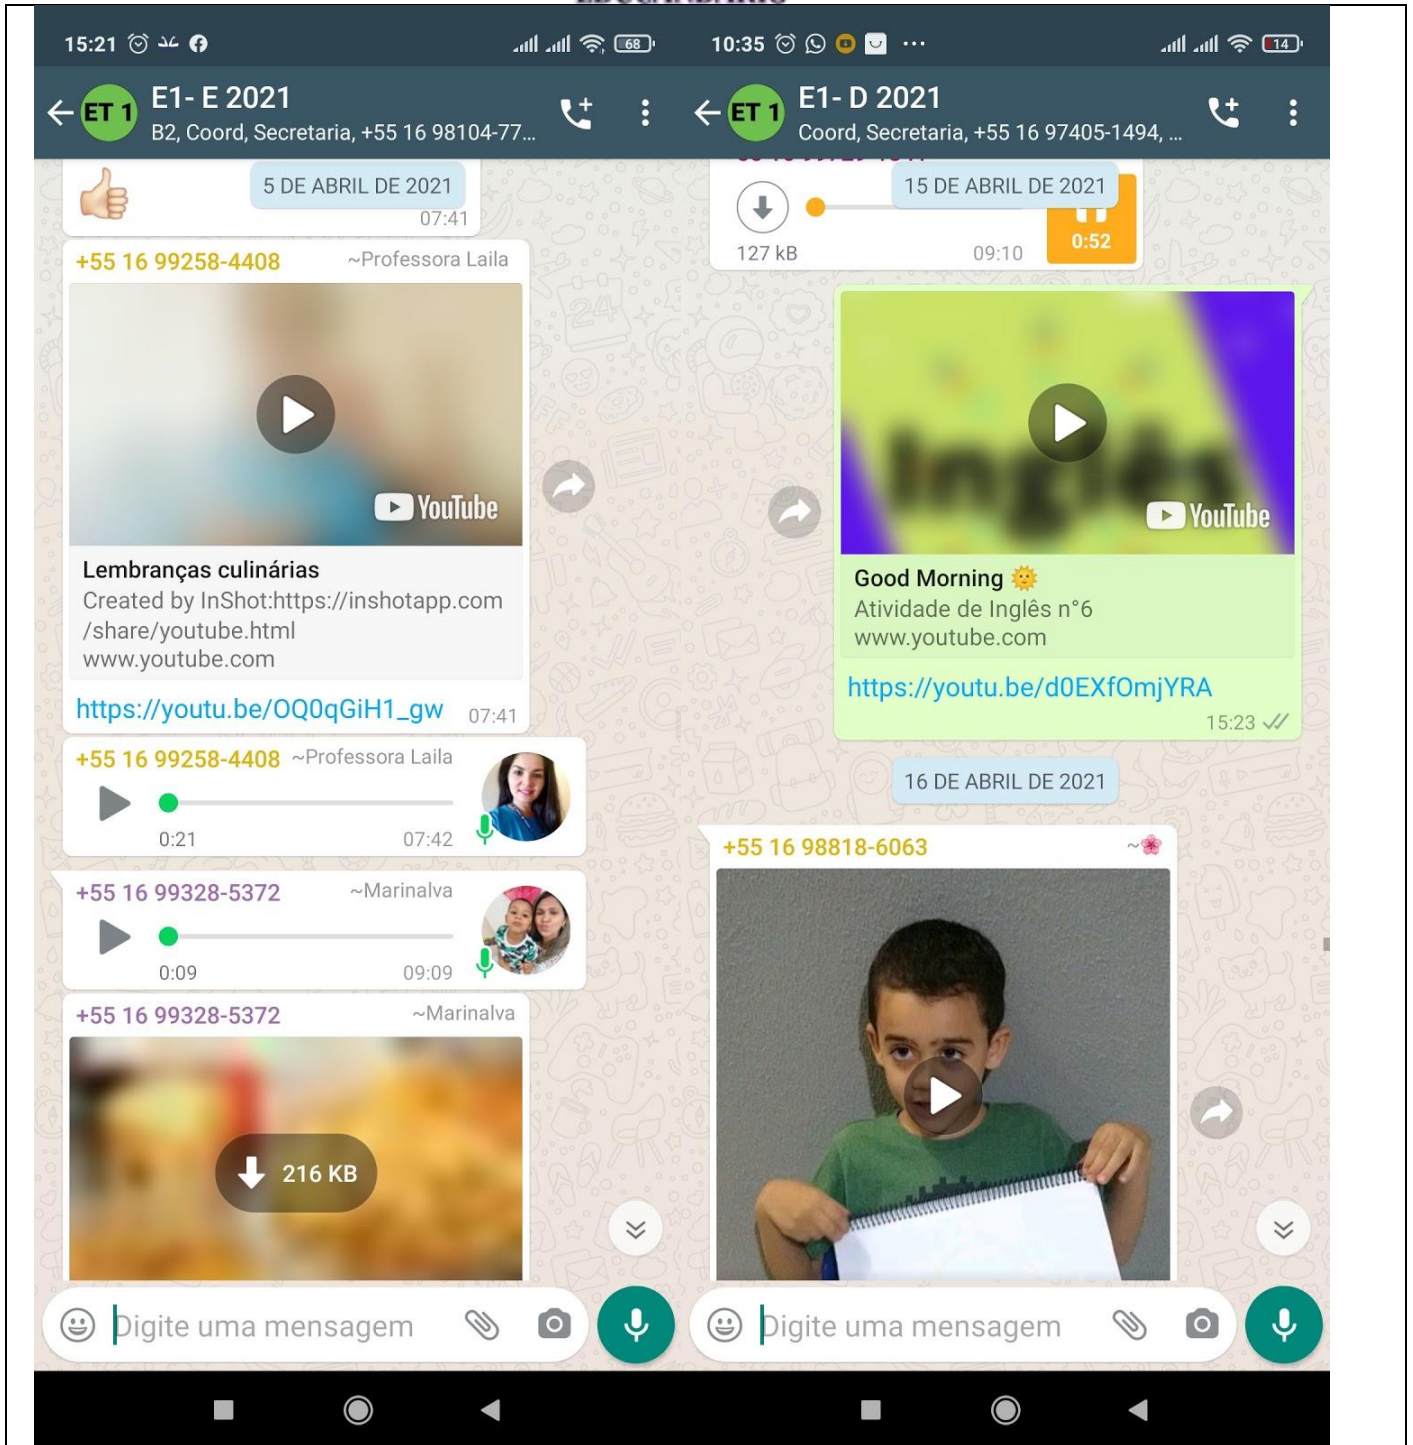 EDUCANDÁRIO
15:21
68
E1- E 2021
B2, Coord, Secretaria, +55 16 98104-77...
ET 1
5 DE ABRIL DE 2021
07:41
+55 16 99258-4408 ~Professora Laila
YouTube
Lembranças culinárias
Created by InShot:https://inshotapp.com
/share/youtube.html
www.youtube.com
https://youtu.be/OQ0qGiH1_gw 07:41
+55 16 99258-4408 ~Professora Laila
0:21 07:42
+55 16 99328-5372 ~Marinalva
0:09 09:09
+55 16 99328-5372 ~Marinalva
216 KB
Digite uma mensagem
10:35 ...
14
E1- D 2021
Coord, Secretaria, +55 16 97405-1494, ...
ET 1
15 DE ABRIL DE 2021
0:52
127 kB 09:10
Inglês
YouTube
Good Morning
Atividade de Inglês n°6
www.youtube.com
https://youtu.be/d0EXfOmjYRA
15:23
16 DE ABRIL DE 2021
+55 16 98818-6063 ~
Digite uma mensagem